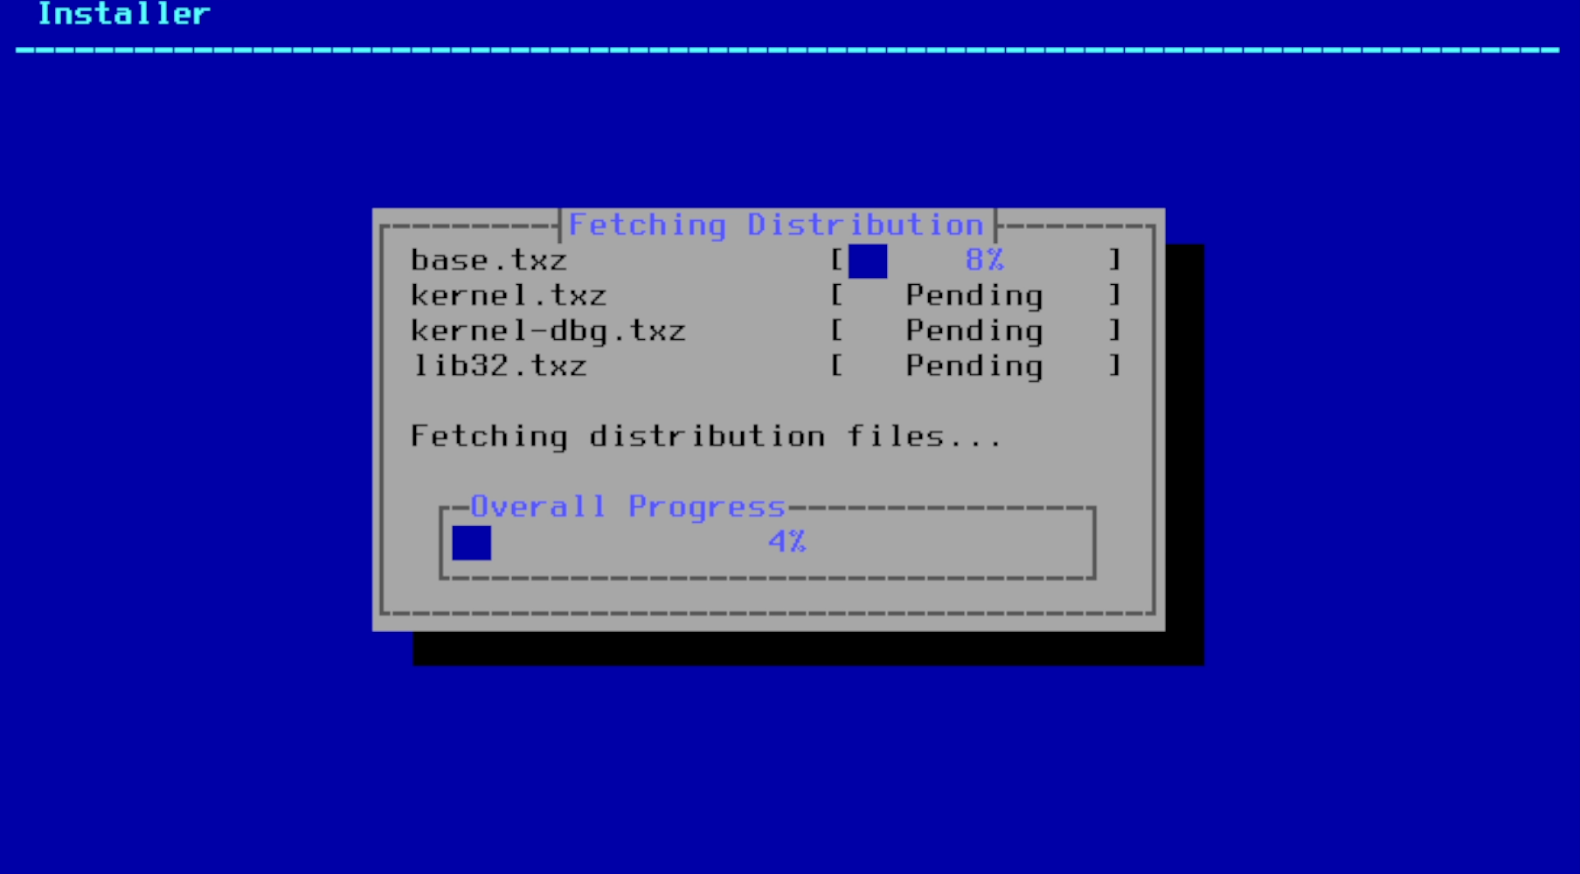 Installer
Fetching Distribution
base.txz [ 8% ]
kernel.txz [ Pending ]
kernel-dbg.txz [ Pending ]
lib32.txz [ Pending ]
Fetching distribution files...
Overall Progress
4%